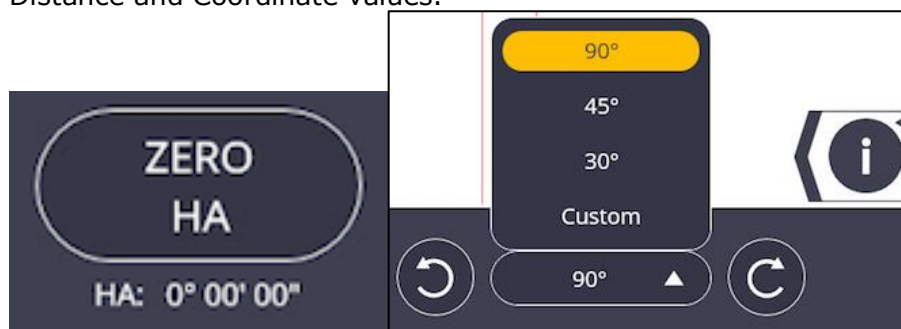 Distance and Coordinate values.
ZERO
HA
HA: 0° 00' 00"
90°
45°
30°
Custom
90°
i